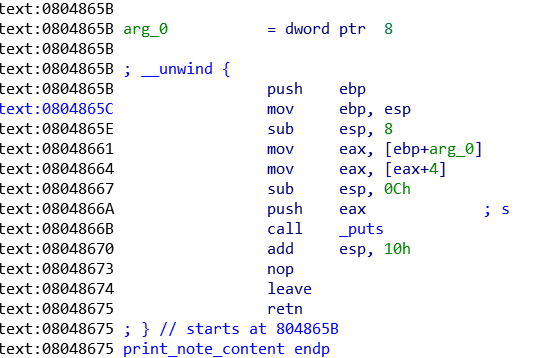 text:0804865B
text:0804865B arg_0 = dword ptr 8
text:0804865B
text:0804865B ; __unwind {
text:0804865B push ebp
text:0804865C mov ebp, esp
text:0804865E sub esp, 8
text:08048661 mov eax, [ebp+arg_0]
text:08048664 mov eax, [eax+4]
text:08048667 sub esp, 0Ch
text:0804866A push eax ; s
text:0804866B call _puts
text:08048670 add esp, 10h
text:08048673 nop
text:08048674 leave
text:08048675 retn
text:08048675 ; } // starts at 804865B
text:08048675 print_note_content endp